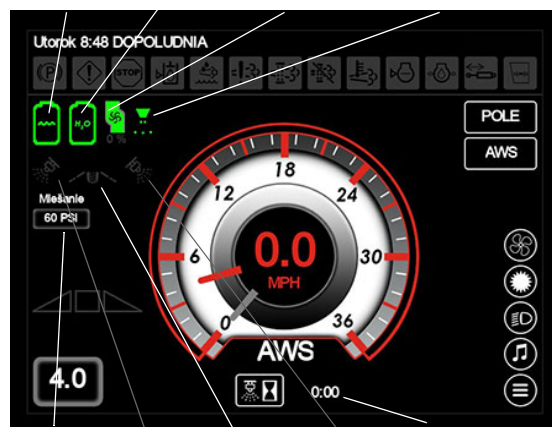 Utorok 8:48 DOPOLUDNIA
STOP
H₂O
0 %
POLE
AWS
Miešanie
60 PSI
0
6
12
18
24
30
36
0.0
MPH
AWS
4.0
0:00